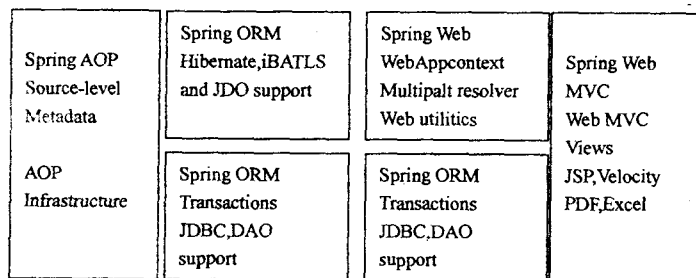 Spring AOP
Source-level
Metadata
AOP
Infrastructure
Spring ORM
Hibernate,iBATLS
and JDO support
Spring ORM
Transactions
JDBC,DAO
support
Spring Web
WebAppcontext
Multipalt resolver
Web utilitics
Spring ORM
Transactions
JDBC,DAO
support
Spring Web
MVC
Web MVC
Views
JSP,Velocity
PDF,Excel